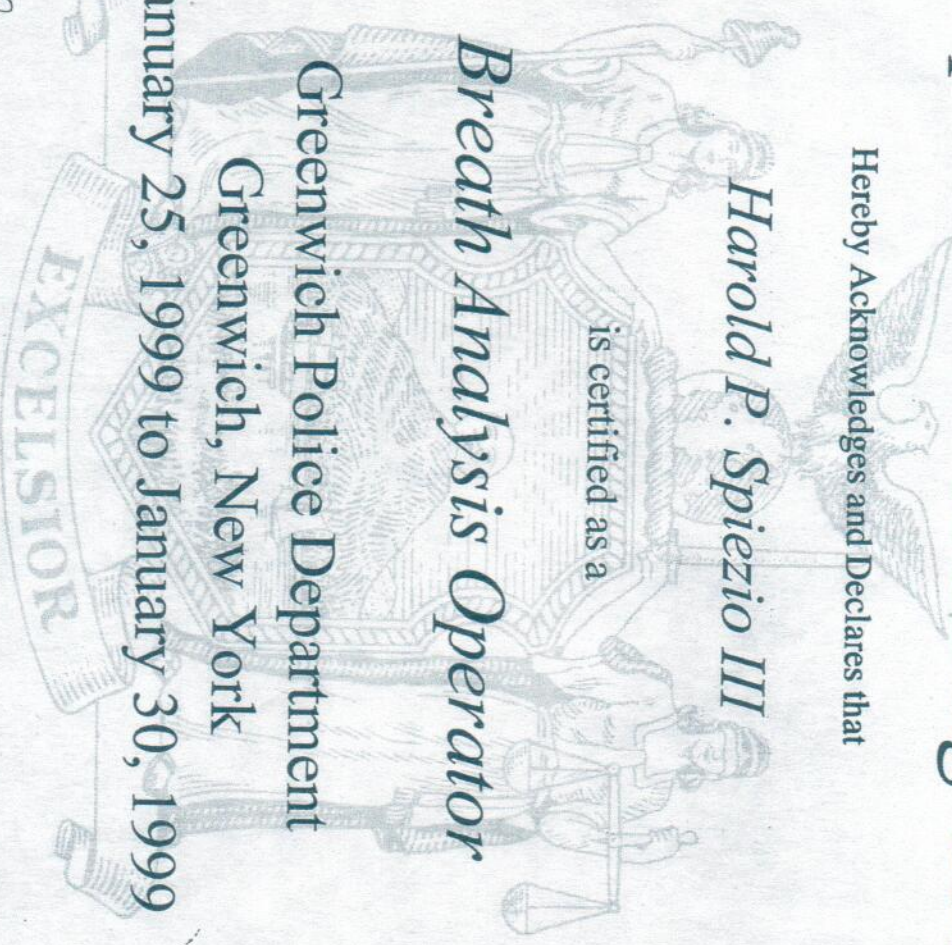 Hereby Acknowledges and Declares that
Harold P. Spiezio III
is certified as a
Breath Analysis Operator
Greenwich Police Department
Greenwich, New York
anuary 25, 1999 to January 30, 1999
EXCELSIOR